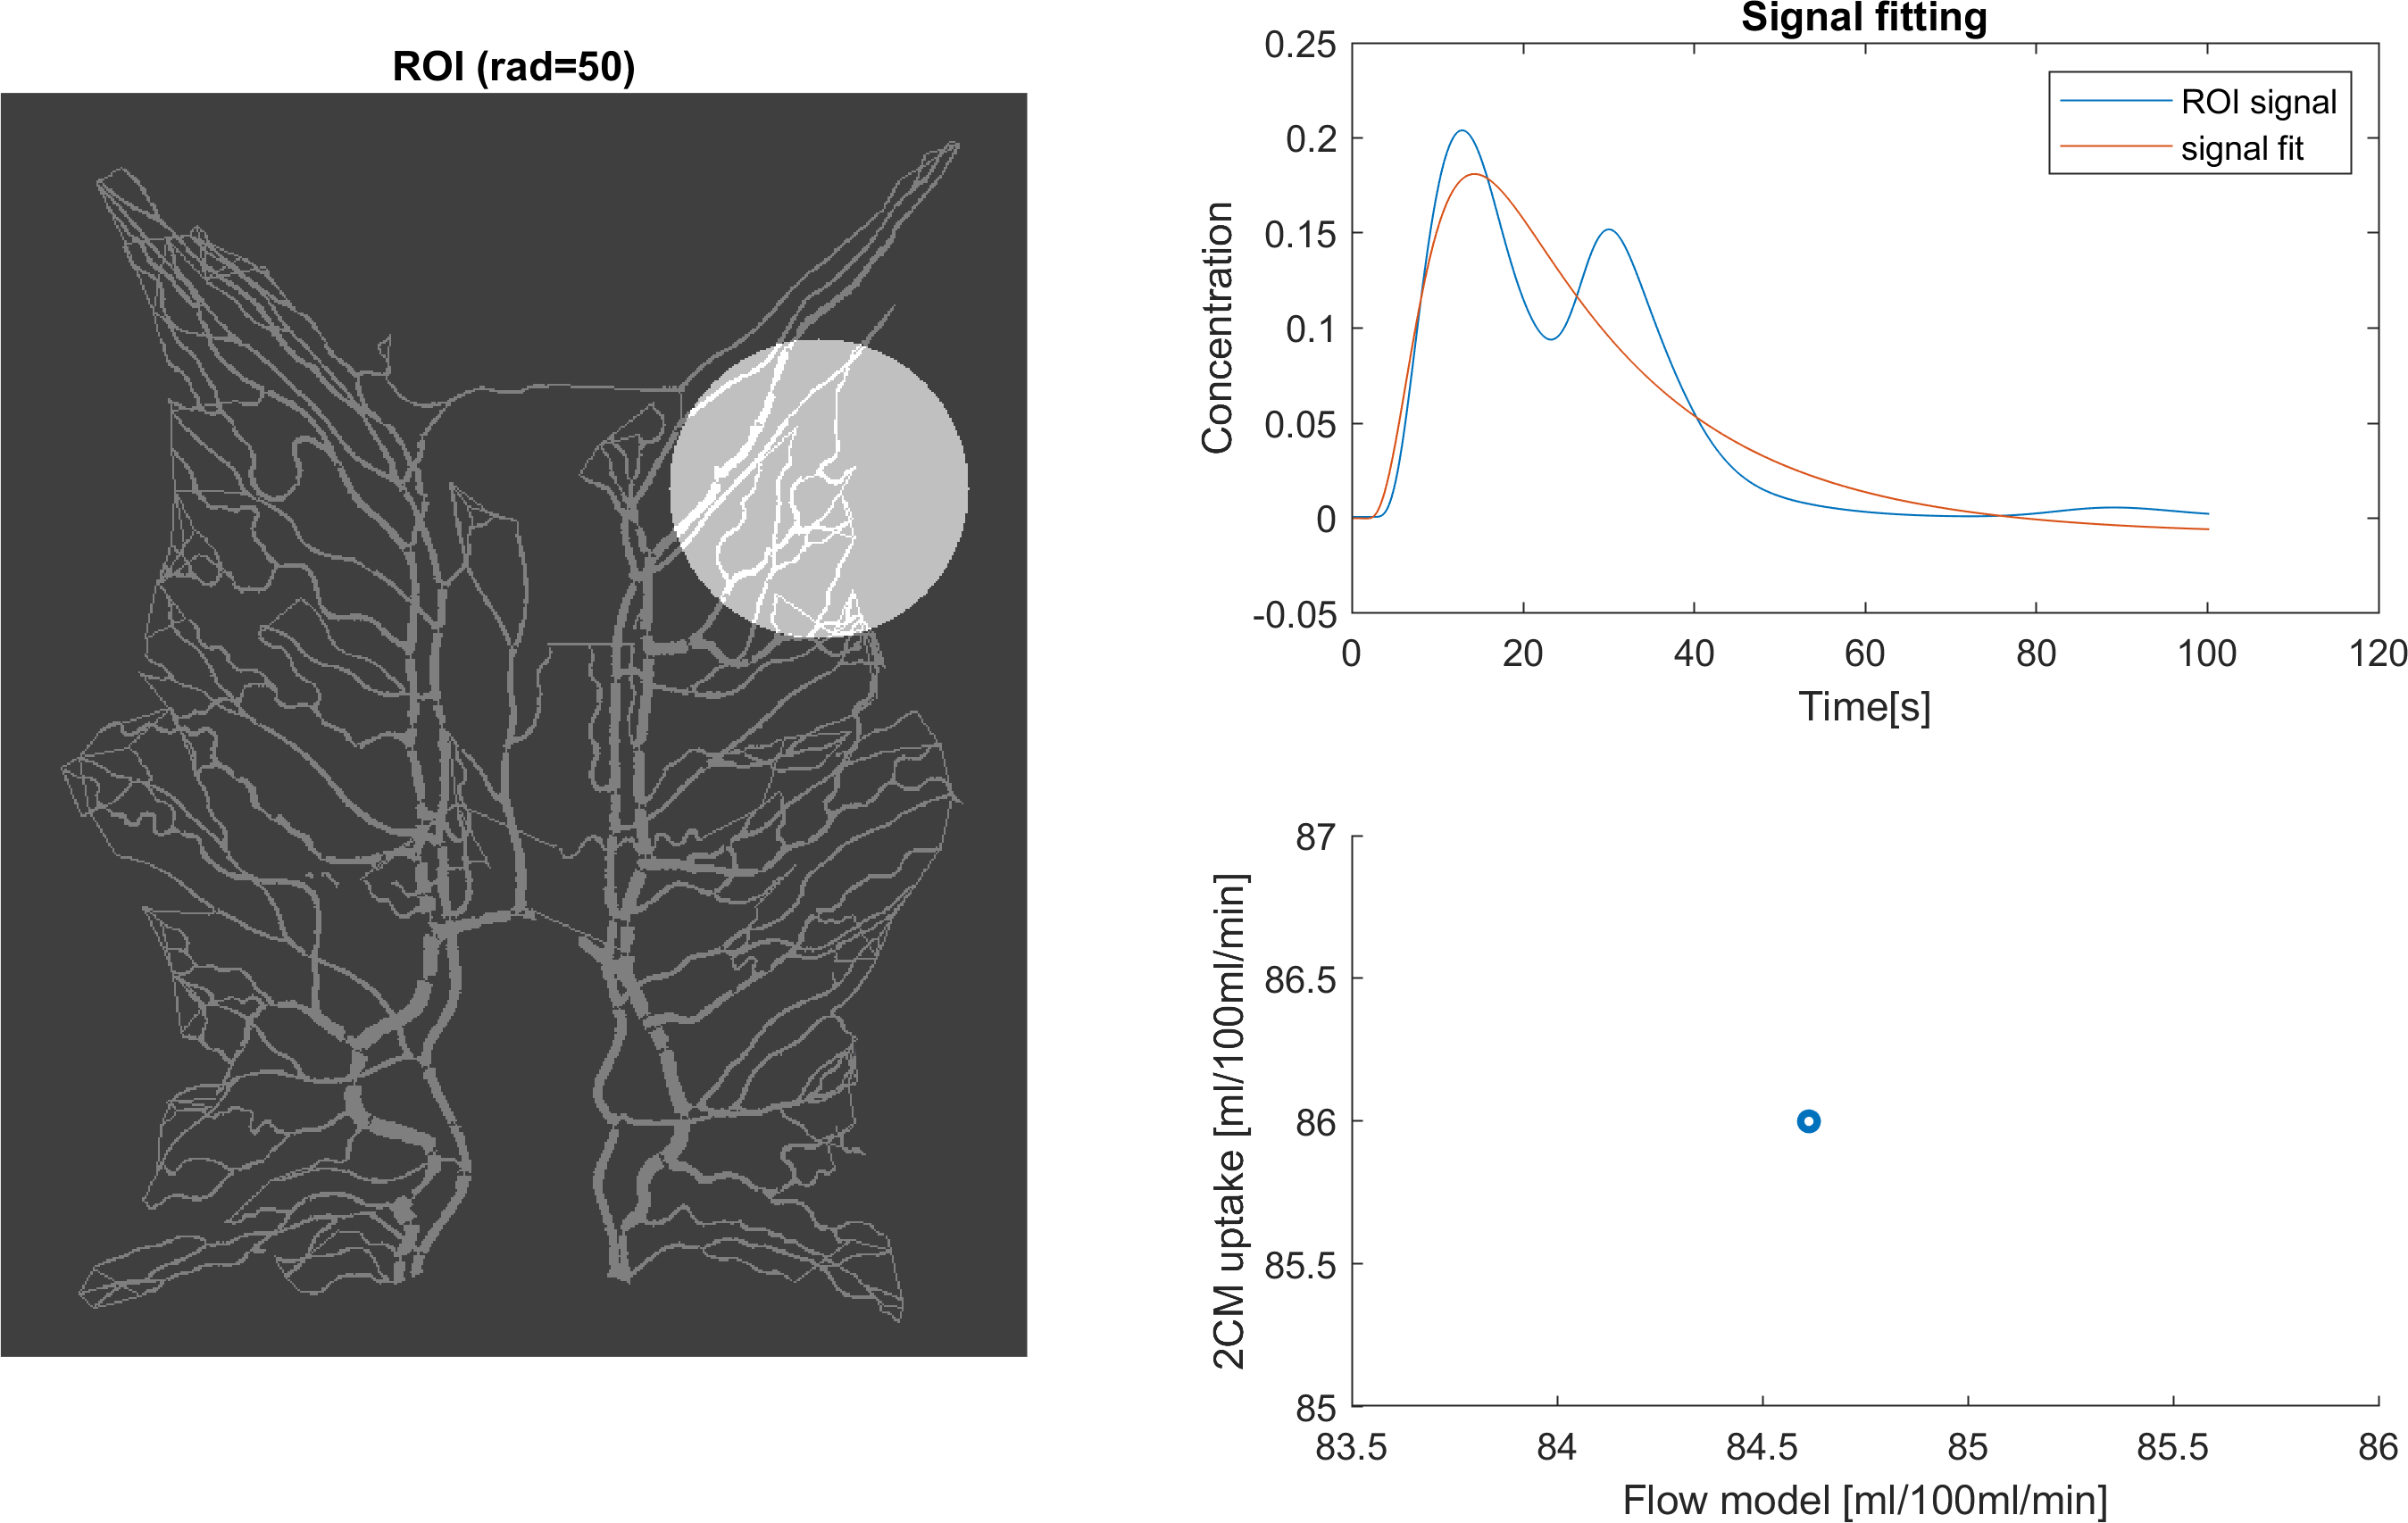 ROI (rad=50)
Signal fitting
0.25
0.2
0.15
0.1
0.05
0
-0.05
Concentration
ROI signal
signal fit
0 20 40 60 80 100 120
Time[s]
87
86.5
86
85.5
85
2CM uptake [ml/100ml/min]
83.5 84 84.5 85 85.5 86
Flow model [ml/100ml/min]